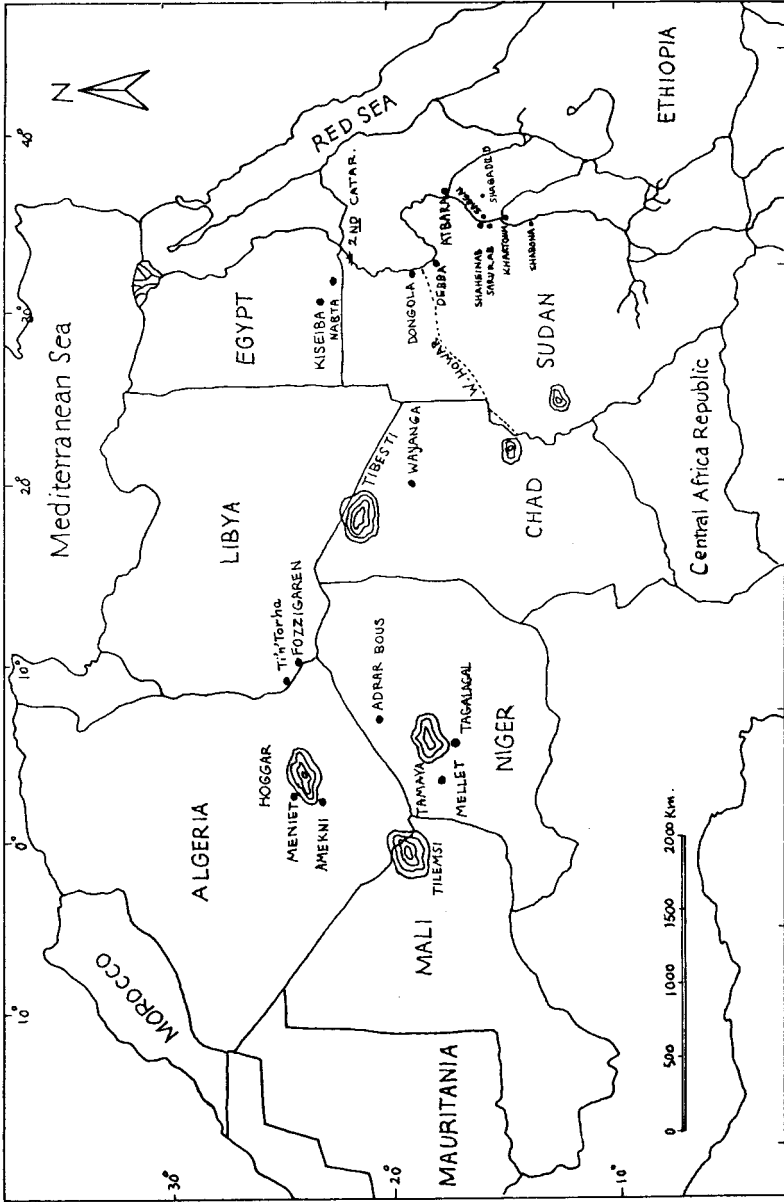 10°
0°
10°
20°
30°
40°
N
Mediterranean Sea
RED SEA
MOROCCO
ALGERIA
LIBYA
EGYPT
30°
HOGGAR
MENIET
AMEKNI
Ti'n'Torha
FOZZIGAREN
KISEIBA
NABTA
2ND CATAR.
TIBESTI
WAYANGA
ADRAR BOUS
DONGOLA
DEBBA
ATBARA
W. HOWAR
SHAGADUD
SHAHEINAB
SARURAB
KHARTOUM
SHABONA
20°
MAURITANIA
MALI
TILEMSI
TAMAYA
MELLET
TAGALAGAL
NIGER
CHAD
SUDAN
ETHIOPIA
Central Africa Republic
10°
0 500 1000 1500 2000 Km.